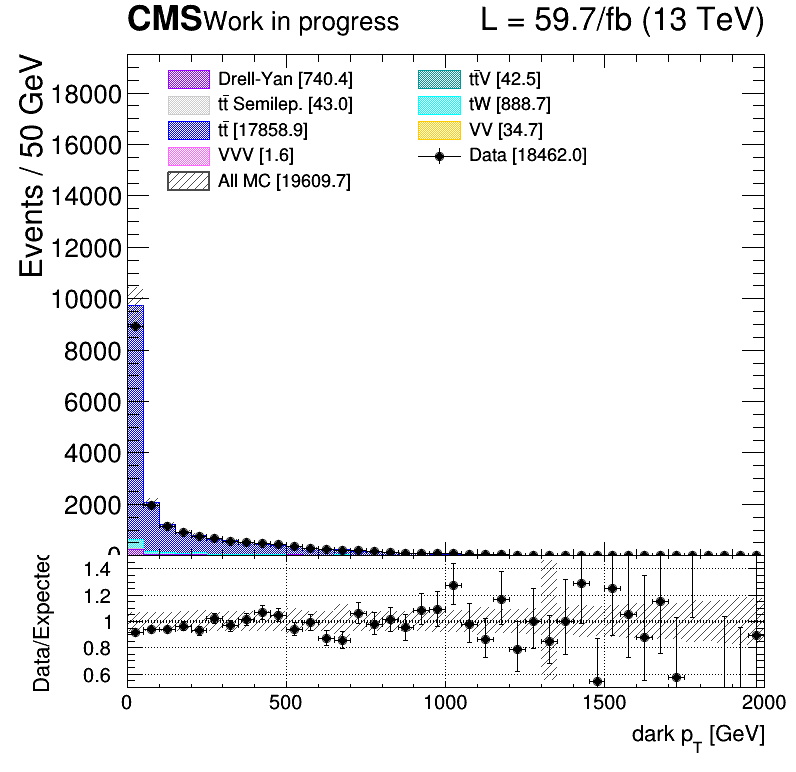 CMS Work in progress L = 59.7/fb (13 TeV)
Events / 50 GeV
Drell-Yan [740.4]
tt̄ Semilep. [43.0]
tt̄ [17858.9]
VVV [1.6]
All MC [19609.7]
tt̄V [42.5]
tW [888.7]
VV [34.7]
Data [18462.0]
18000
16000
14000
12000
10000
8000
6000
4000
2000
0
Data/Expected
1.4
1.2
1
0.8
0.6
0 500 1000 1500 2000
dark p_T [GeV]